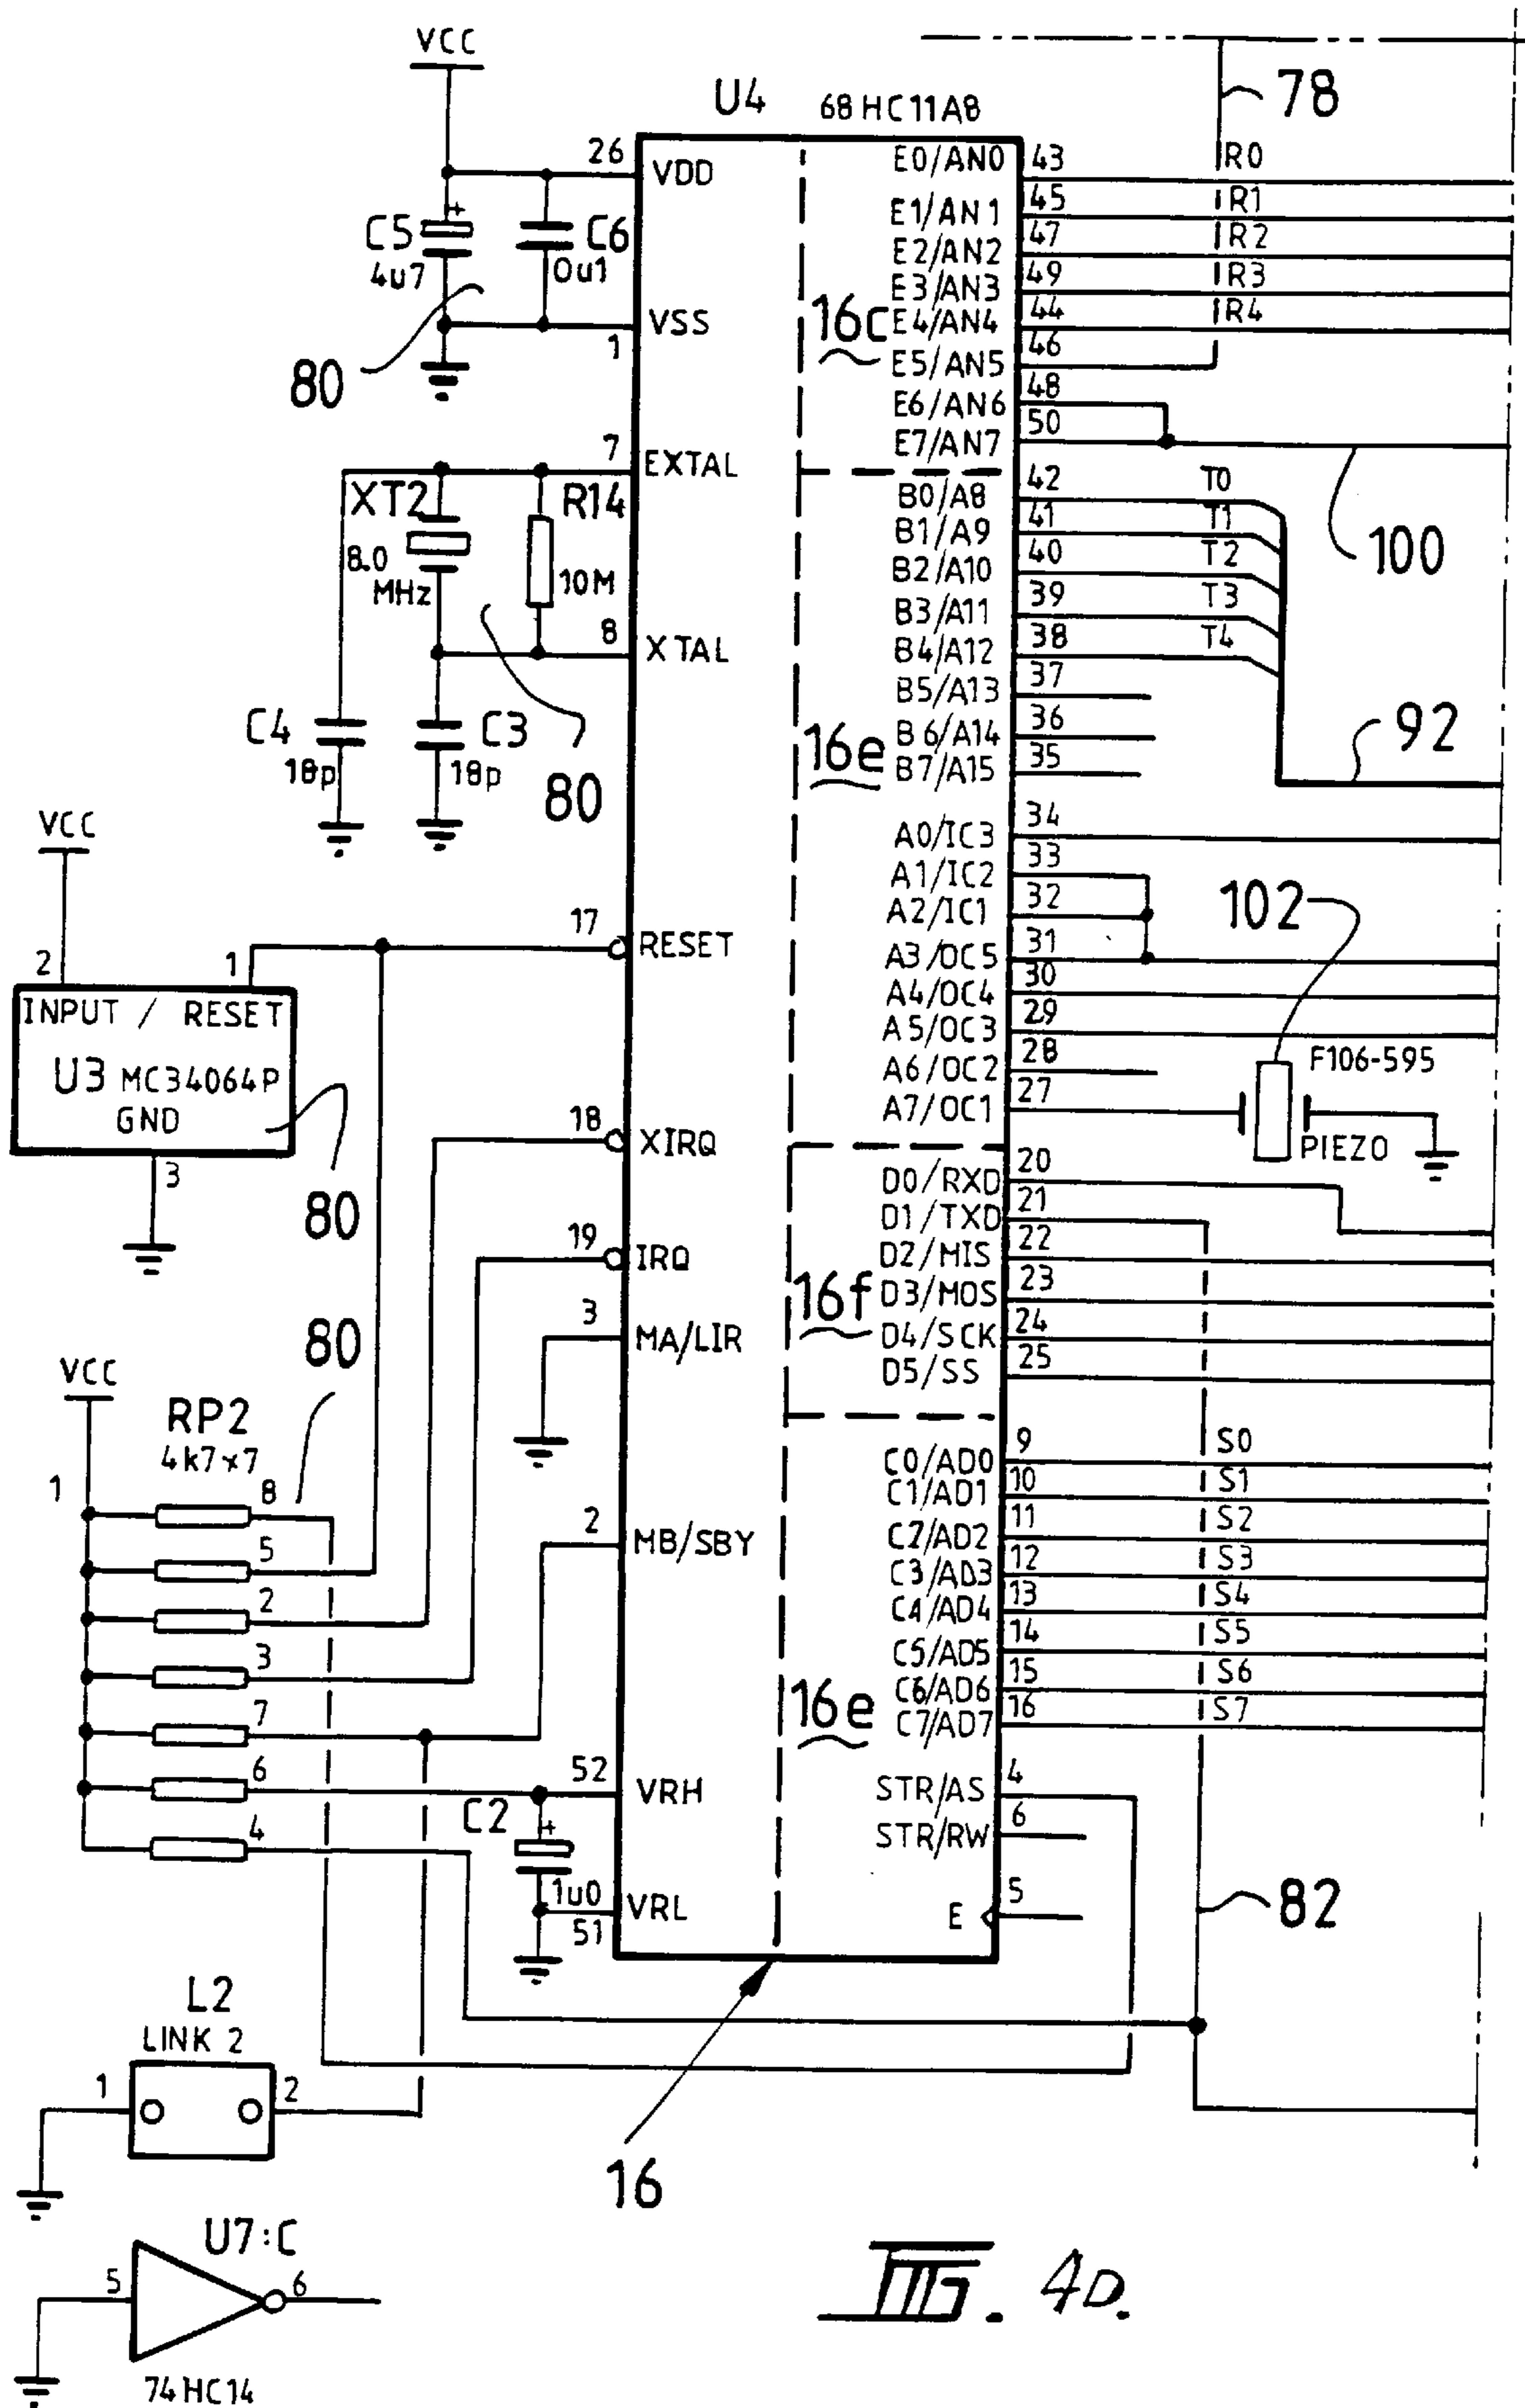 VCC
78
U4 68HC11A8
26 VDD E0/AN0 43 R0
E1/AN1 45 R1
C5 C6 E2/AN2 47 R2
4u7 0u1 E3/AN3 49 R3
+
80
1 VSS 16c E4/AN4 44 R4
E5/AN5 46
E6/AN6 48
E7/AN7 50
100
7 EXTAL
XT2 R14 B0/A8 42 T0
8.0 MHz 10M B1/A9 41 T1
B2/A10 40 T2
B3/A11 39 T3
8 XTAL B4/A12 38 T4
B5/A13 37
C4 C3 B6/A14 36
18p 18p 80 16e B7/A15 35
92
VCC
A0/IC3 34
A1/IC2 33
A2/IC1 32
102
17 RESET A3/OC5 31
2 1 A4/OC4 30
INPUT / RESET A5/OC3 29
U3 MC34064P A6/OC2 28
GND A7/OC1 27
F106-595
PIEZO
3
80
18 XIRQ
D0/RXD 20
D1/TXD 21
19 IRQ D2/MIS 22
16f D3/MOS 23
3 MA/LIR D4/SCK 24
D5/SS 25
80
VCC
RP2
4k7x7
1
8
5
2
3
7
6
4
C0/AD0 9 S0
C1/AD1 10 S1
2 MB/SBY C2/AD2 11 S2
C3/AD3 12 S3
C4/AD4 13 S4
C5/AD5 14 S5
C6/AD6 15 S6
16e C7/AD7 16 S7
52 VRH STR/AS 4
C2 STR/RW 6
+
1u0 VRL E 5
51
82
L2
LINK 2
1 2
16
U7:C
5 6
74HC14
FIG. 4D.